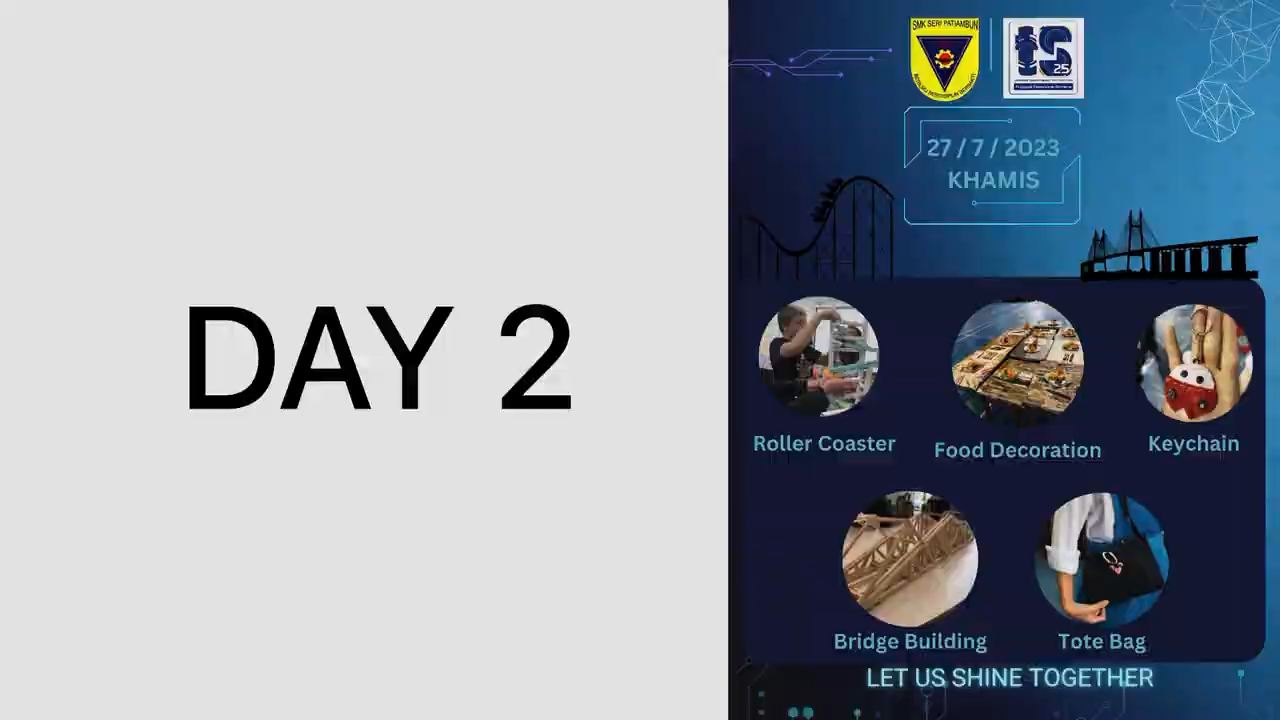 DAY 2
SMK SERI PATIAMBUN
25
27 / 7 / 2023
KHAMIS
Roller Coaster
Food Decoration
Keychain
Bridge Building
Tote Bag
LET US SHINE TOGETHER